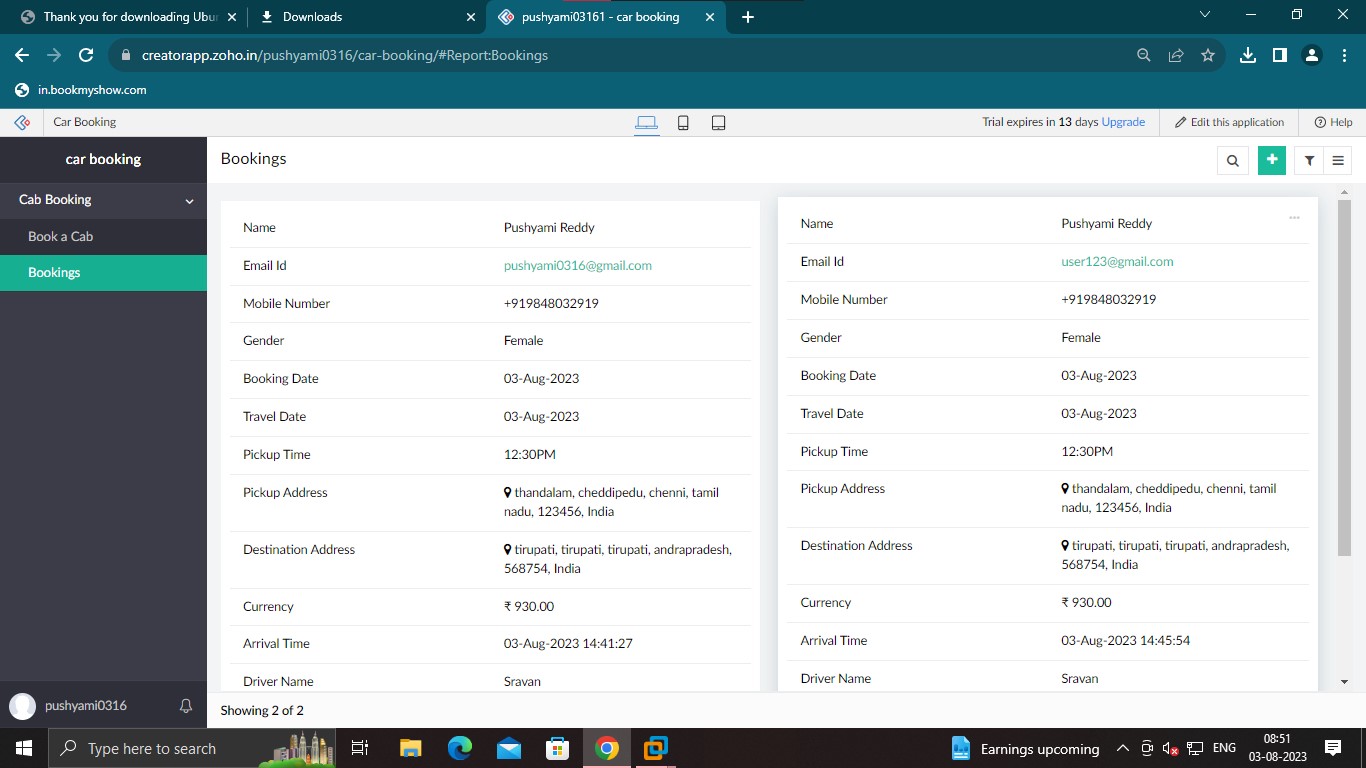 Thank you for downloading Ubu
Downloads
pushyami03161 - car booking
creatorapp.zoho.in/pushyami0316/car-booking/#Report:Bookings
in.bookmyshow.com
Car Booking
Trial expires in 13 days Upgrade
Edit this application
Help
car booking
Cab Booking
Book a Cab
Bookings
Bookings
Name Pushyami Reddy
Email Id pushyami0316@gmail.com
Mobile Number +919848032919
Gender Female
Booking Date 03-Aug-2023
Travel Date 03-Aug-2023
Pickup Time 12:30PM
Pickup Address thandalam, cheddipedu, chenni, tamil
nadu, 123456, India
Destination Address tirupati, tirupati, tirupati, andrapradesh,
568754, India
Currency ₹ 930.00
Arrival Time 03-Aug-2023 14:41:27
Driver Name Sravan
Name Pushyami Reddy
Email Id user123@gmail.com
Mobile Number +919848032919
Gender Female
Booking Date 03-Aug-2023
Travel Date 03-Aug-2023
Pickup Time 12:30PM
Pickup Address thandalam, cheddipedu, chenni, tamil
nadu, 123456, India
Destination Address tirupati, tirupati, tirupati, andrapradesh,
568754, India
Currency ₹ 930.00
Arrival Time 03-Aug-2023 14:45:54
Driver Name Sravan
pushyami0316
Showing 2 of 2
Type here to search
Earnings upcoming
ENG
08:51
03-08-2023